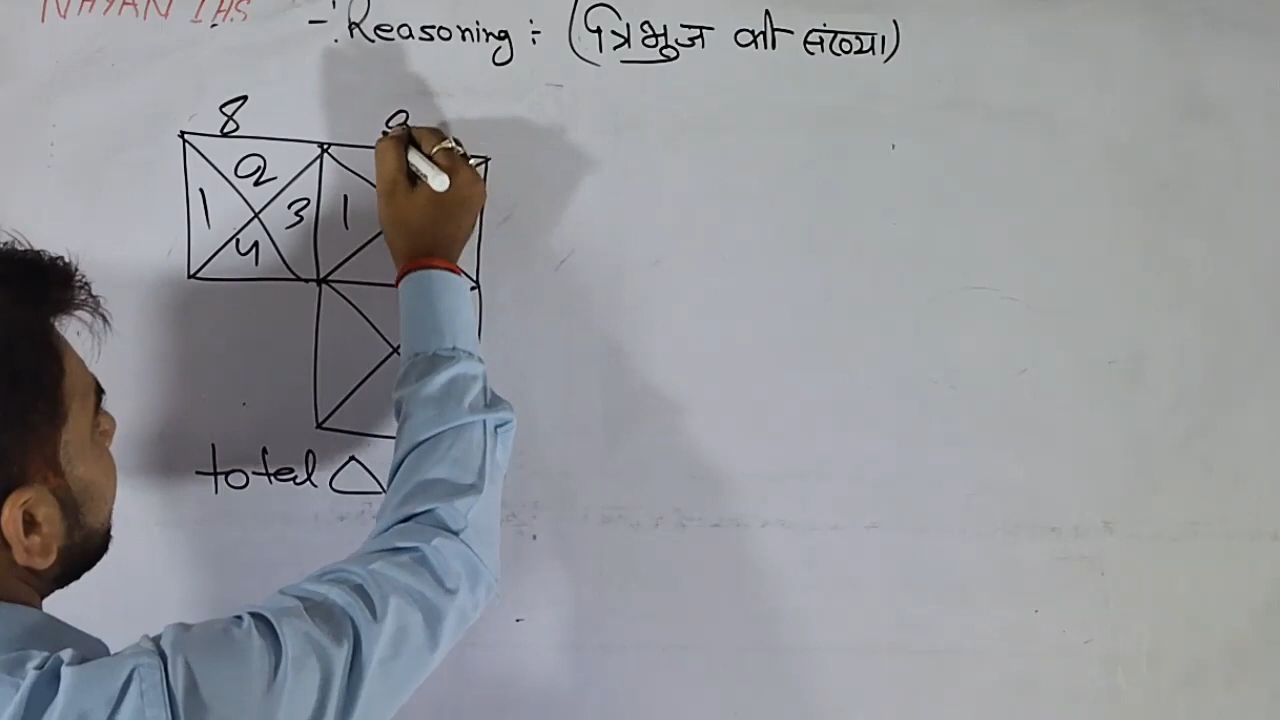 NAYAN IAS
-: Reasoning :- (त्रिभुज की संख्या)
8
2
1 3 1
4
total △